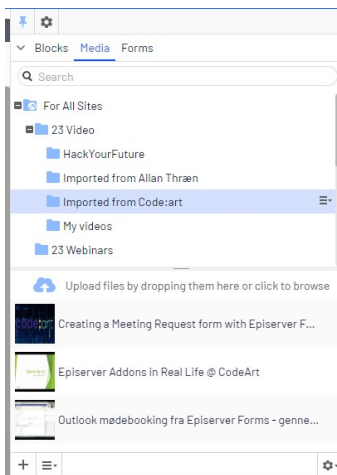 Blocks Media Forms
Search
For All Sites
23 Video
HackYourFuture
Imported from Allan Thræn
Imported from Code:art
My videos
23 Webinars
Upload files by dropping them here or click to browse
Creating a Meeting Request form with Episerver F...
Episerver Addons in Real Life @ CodeArt
Outlook mødebooking fra Episerver Forms - genne...